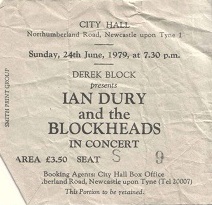 CITY HALL
Northumberland Road, Newcastle upon Tyne 1
Sunday, 24th June, 1979, at 7.30 p.m.
DEREK BLOCK
presents
IAN DURY
and the
BLOCKHEADS
IN CONCERT
AREA £3.50 SEAT S 9
Booking Agents: City Hall Box Office
.berland Road, Newcastle upon Tyne (Tel 20007)
This Portion to be retained.
SMITH PRINT GROUP